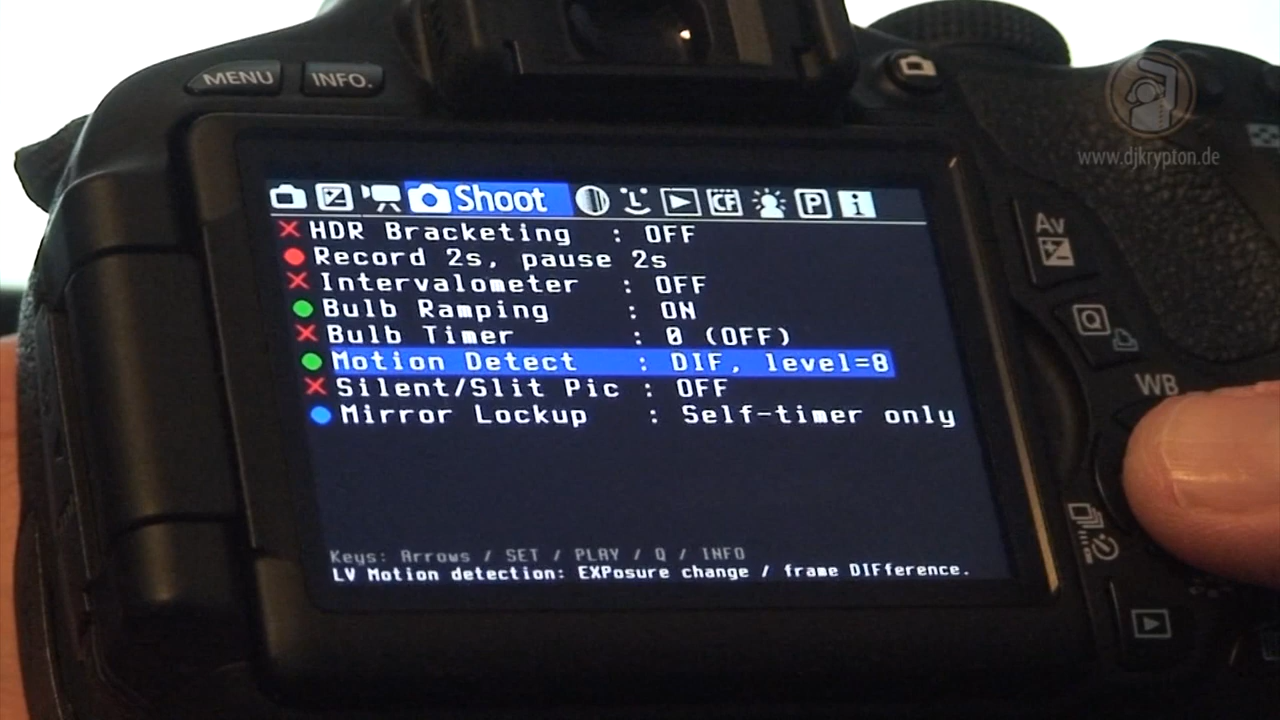 MENU INFO.
www.djkrypton.de
Shoot L CF P i
HDR Bracketing : OFF
Record 2s, pause 2s
Intervalometer : OFF
Bulb Ramping : ON
Bulb Timer : 0 (OFF)
Motion Detect : DIF, level=8
Silent/Slit Pic : OFF
Mirror Lockup : Self-timer only
Keys: Arrows / SET / PLAY / Q / INFO
LV Motion detection: EXPosure change / frame DIFference.
Av
Q
WB